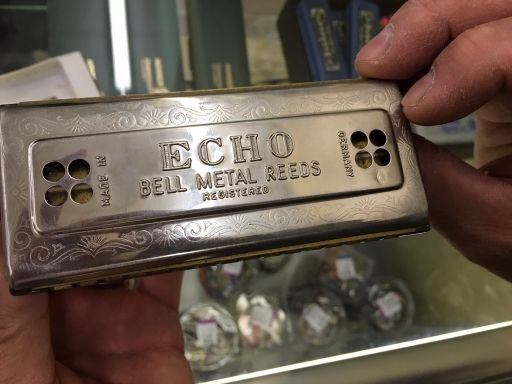 ECHO
BELL METAL REEDS
REGISTERED
MADE IN
GERMANY